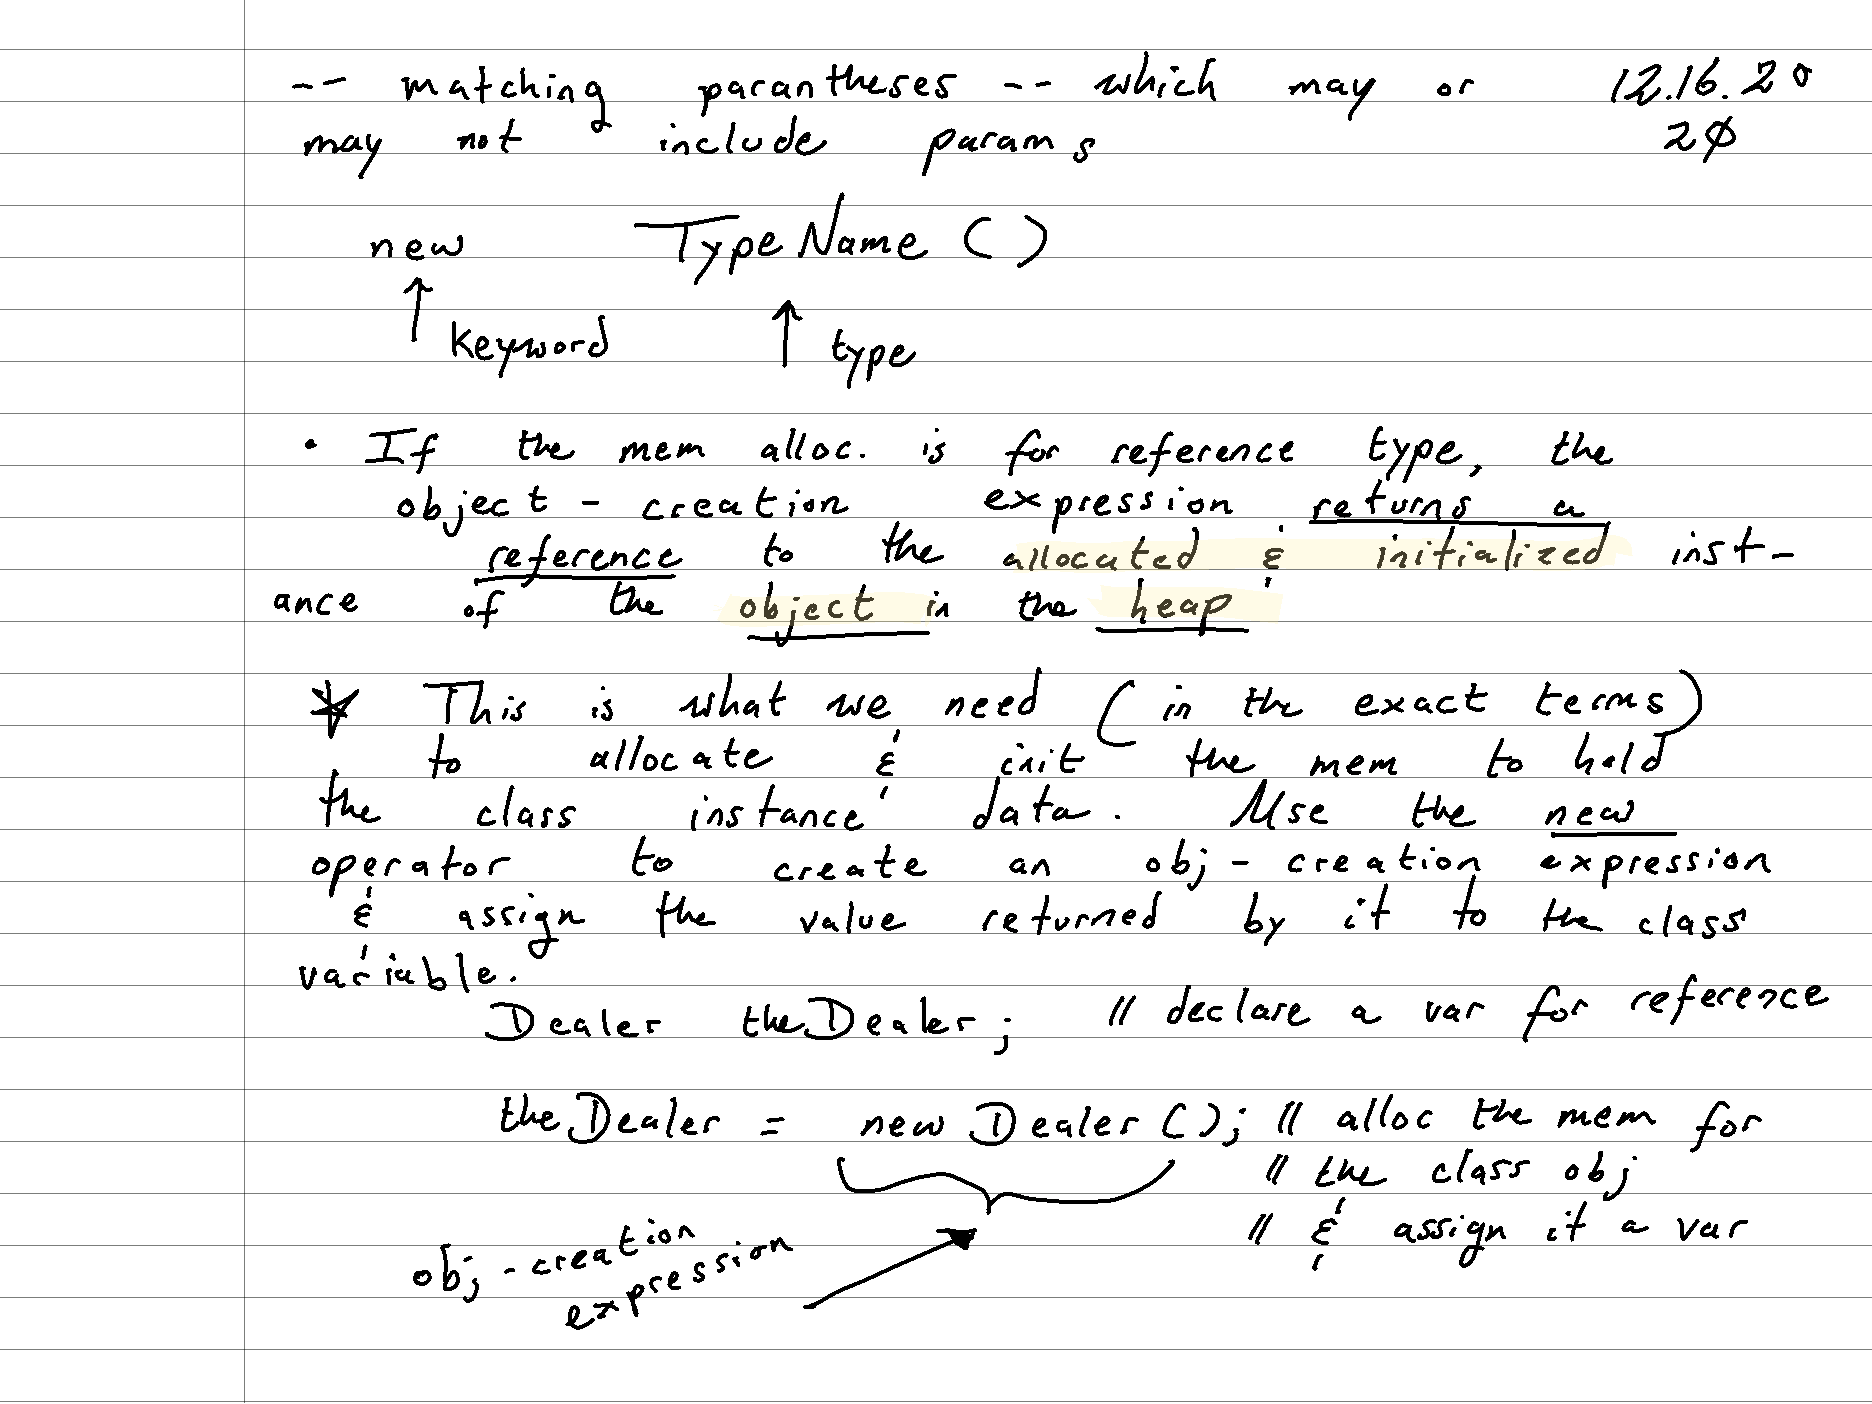 -- matching parantheses -- which may or 12.16.20
may not include params 20
new TypeName ()
↑ keyword ↑ type
• If the mem alloc. is for reference type, the
object - creation expression returns a
reference to the allocated & initialized inst-
ance of the object in the heap
* This is what we need (in the exact terms)
to allocate & init the mem to hold
the class instance data. Use the new
operator to create an obj - creation expression
& assign the value returned by it to the class
variable.
Dealer theDealer; // declare a var for reference
theDealer = new Dealer (); // alloc the mem for
// the class obj
// & assign it a var
obj - creation
expression